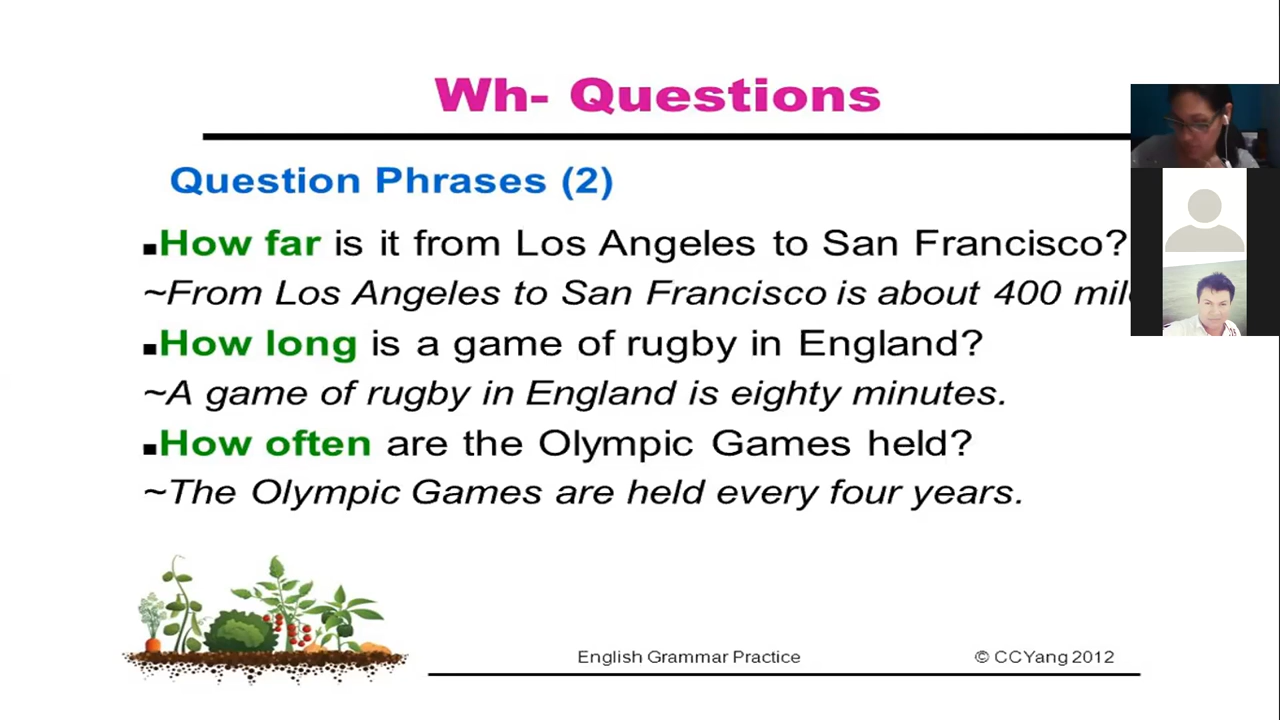 Wh- Questions
Question Phrases (2)
▪How far is it from Los Angeles to San Francisco?
~From Los Angeles to San Francisco is about 400
▪How long is a game of rugby in England?
~A game of rugby in England is eighty minutes.
▪How often are the Olympic Games held?
~The Olympic Games are held every four years.
English Grammar Practice
© CCYang 2012